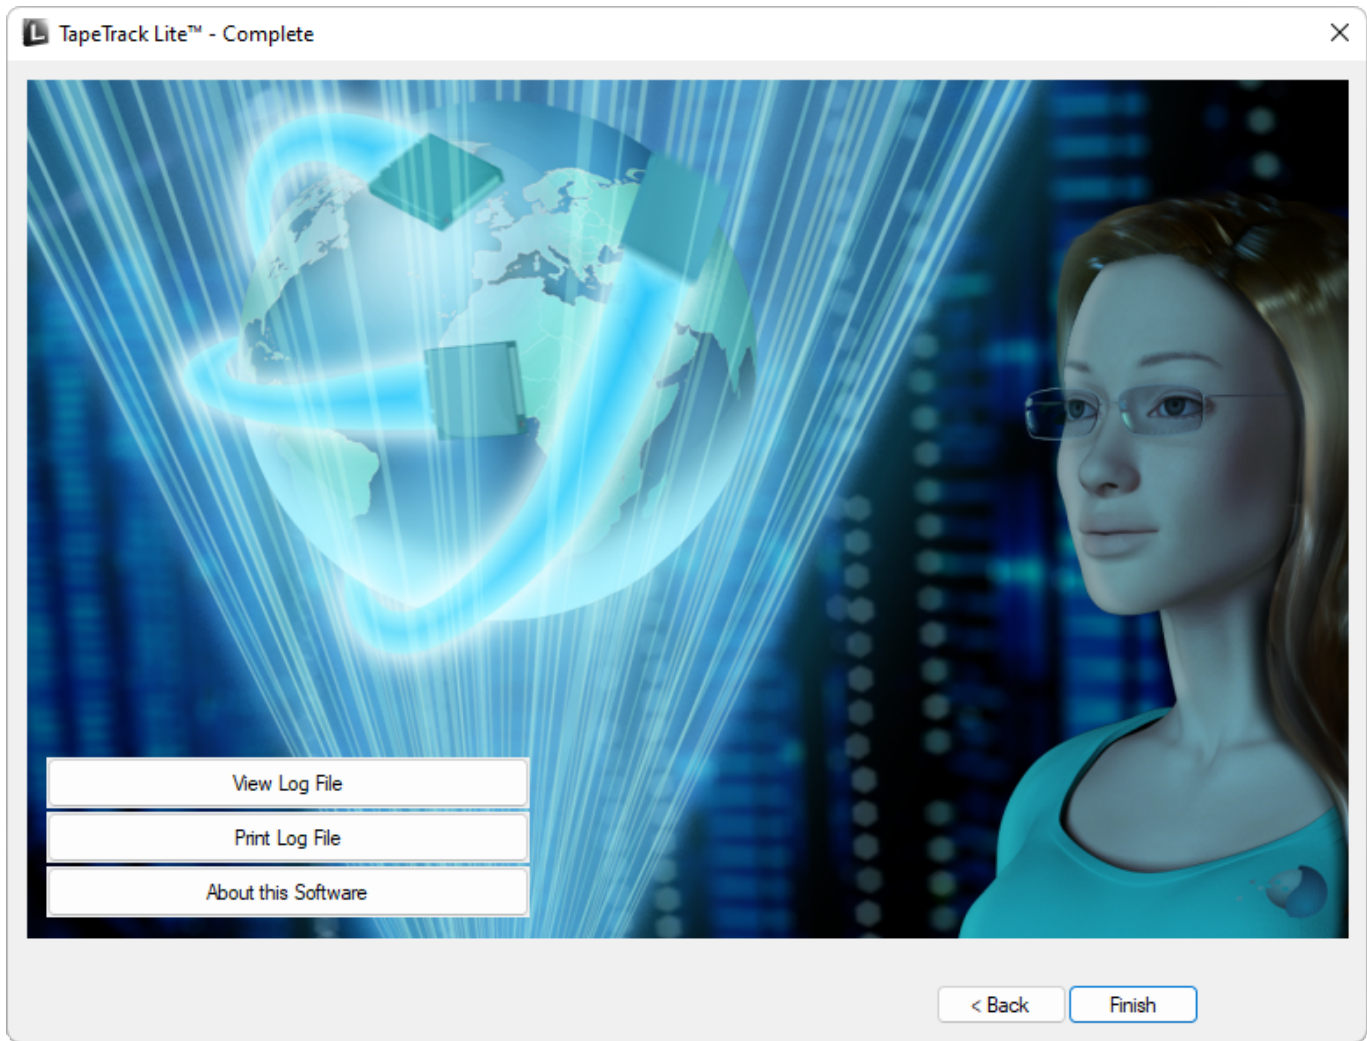 TapeTrack Lite™ - Complete
View Log File
Print Log File
About this Software
< Back
Finish